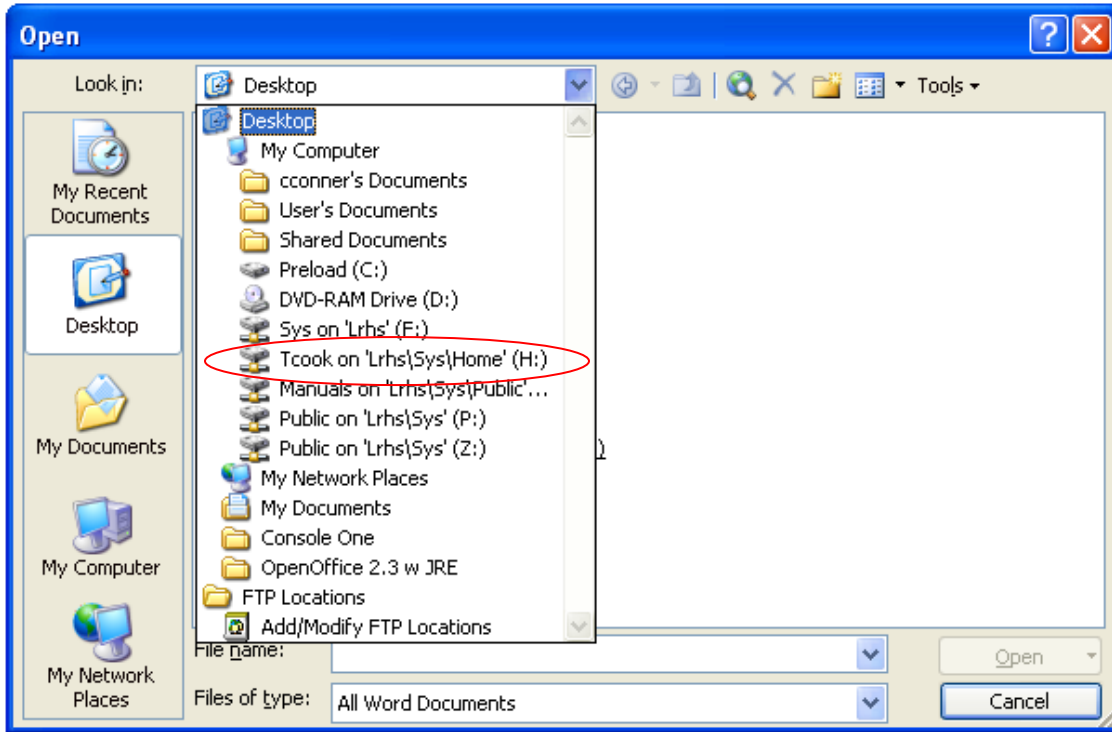 Open
Look in:
Desktop
Tools
Desktop
My Computer
cconner's Documents
User's Documents
Shared Documents
Preload (C:)
DVD-RAM Drive (D:)
Sys on 'Lrhs' (F:)
Tcook on 'Lrhs\Sys\Home' (H:)
Manuals on 'Lrhs\Sys\Public'...
Public on 'Lrhs\Sys' (P:)
Public on 'Lrhs\Sys' (Z:)
My Network Places
My Documents
Console One
OpenOffice 2.3 w JRE
FTP Locations
Add/Modify FTP Locations
My Recent
Documents
Desktop
My Documents
My Computer
My Network
Places
)
File name:
Open
Files of type:
All Word Documents
Cancel